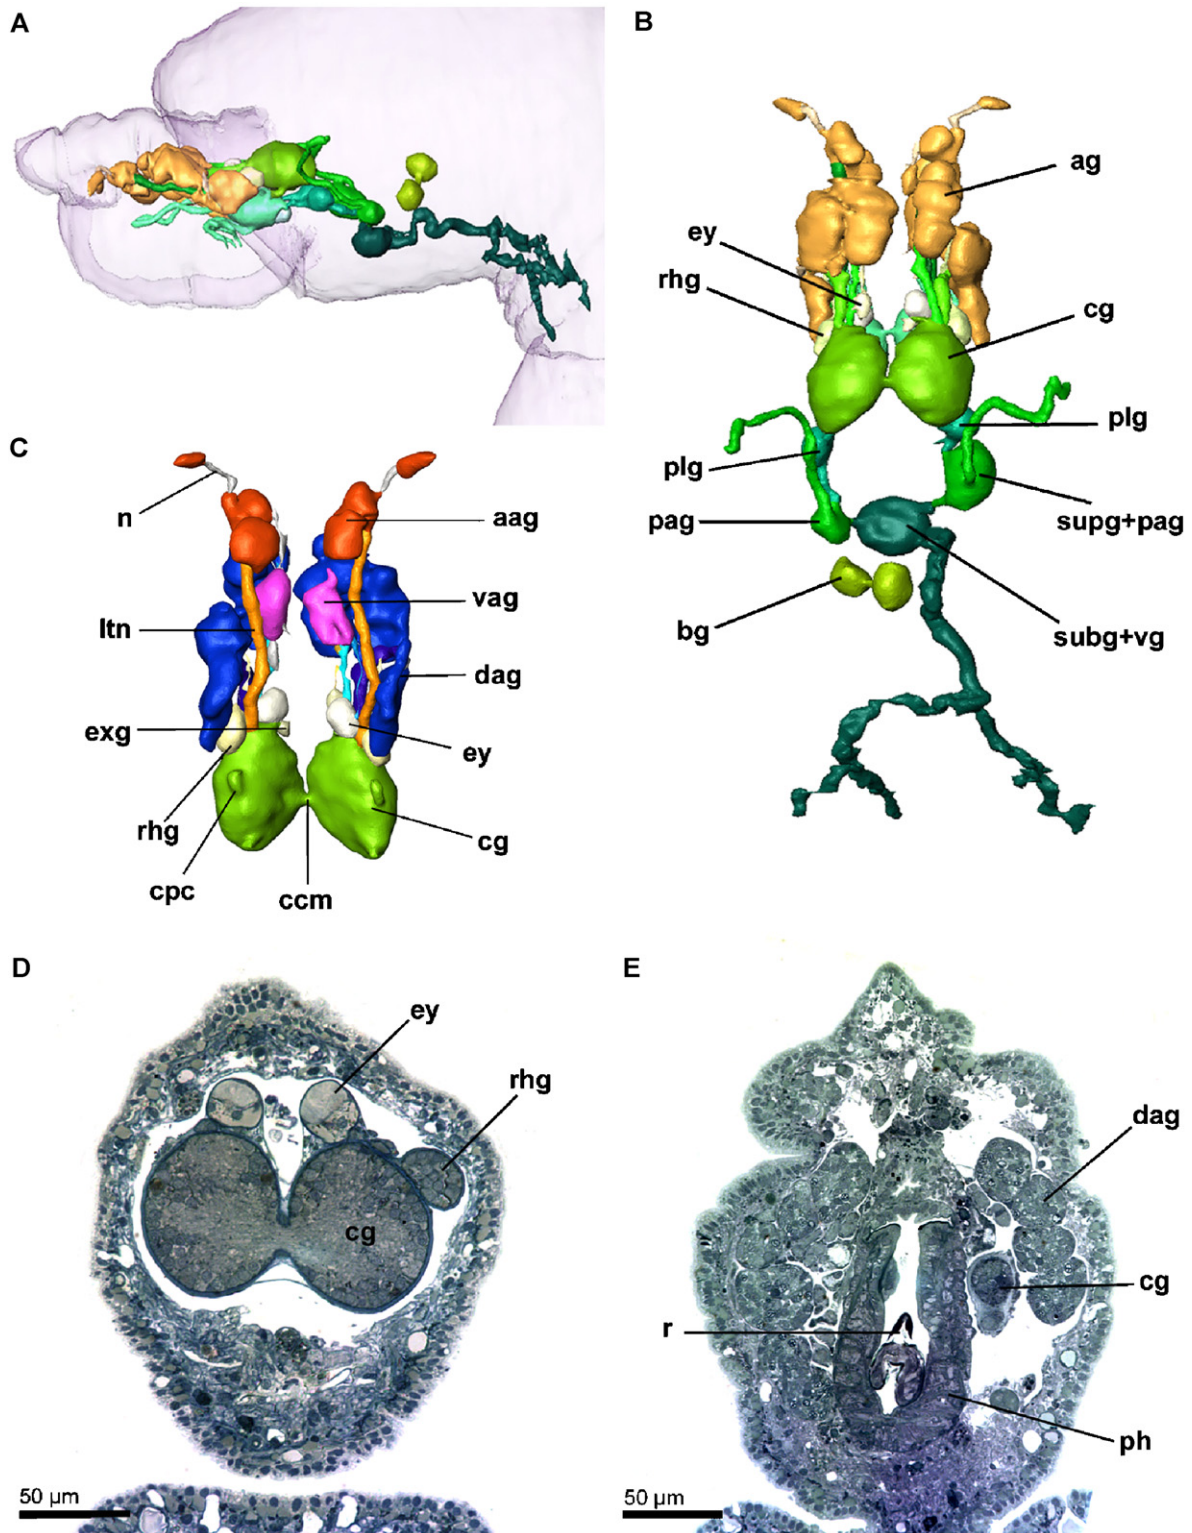 A
B
ag
ey
rhg
cg
plg
plg
pag
supg+pag
bg
subg+vg
C
n
aag
vag
ltn
dag
exg
ey
rhg
cg
cpc
ccm
D
ey
rhg
cg
50 µm
E
dag
cg
r
ph
50 µm